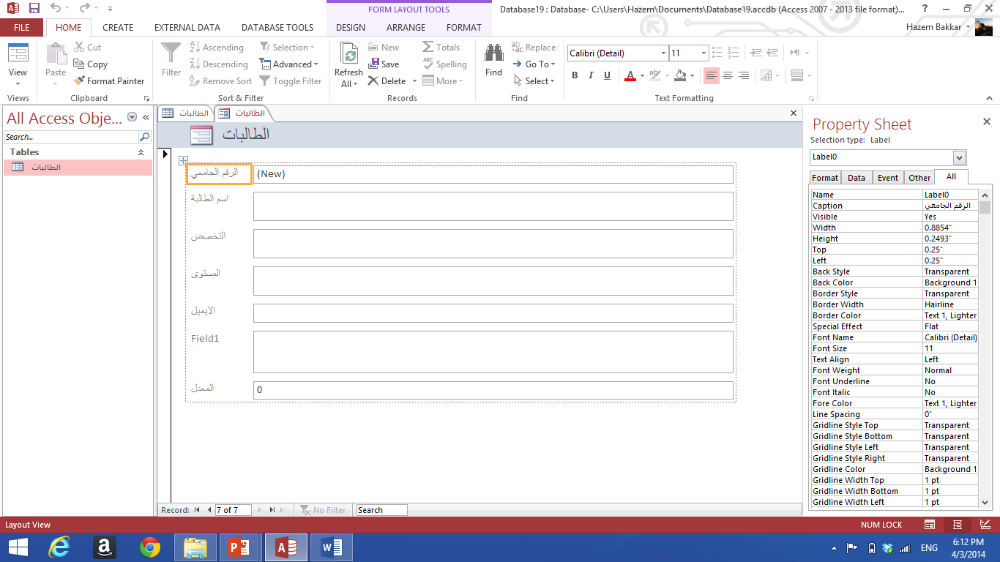 FORM LAYOUT TOOLS
Database19 : Database- C:\Users\Hazem\Documents\Database19.accdb (Access 2007 - 2013 file format)...
FILE HOME CREATE EXTERNAL DATA DATABASE TOOLS DESIGN ARRANGE FORMAT
Hazem Bakkar
View
Views
Paste
Cut
Copy
Format Painter
Clipboard
Filter
Ascending
Descending
Remove Sort
Selection
Advanced
Toggle Filter
Sort & Filter
Refresh
All
New
Save
Delete
Totals
Spelling
More
Records
Find
Replace
Go To
Select
Find
Calibri (Detail) 11
B I U A
Text Formatting
All Access Obje...
Search...
Tables
الطالبات
الطالبات
الطالبات
الطالبات
الرقم الجامعي (New)
اسم الطالبة
التخصص
المستوى
الايميل
Field1
المعدل 0
Record: 7 of 7 No Filter Search
Property Sheet
Selection type: Label
Label0
Format Data Event Other All
Name Label0
Caption الرقم الجامعي
Visible Yes
Width 0.8854"
Height 0.2493"
Top 0.25"
Left 0.25"
Back Style Transparent
Back Color Background 1
Border Style Transparent
Border Width Hairline
Border Color Text 1, Lighter
Special Effect Flat
Font Name Calibri (Detail)
Font Size 11
Text Align Left
Font Weight Normal
Font Underline No
Font Italic No
Fore Color Text 1, Lighter
Line Spacing 0"
Gridline Style Top Transparent
Gridline Style Bottom Transparent
Gridline Style Left Transparent
Gridline Style Right Transparent
Gridline Color Background 1
Gridline Width Top 1 pt
Gridline Width Bottom 1 pt
Gridline Width Left 1 pt
Layout View
NUM LOCK
ENG
6:12 PM
4/3/2014